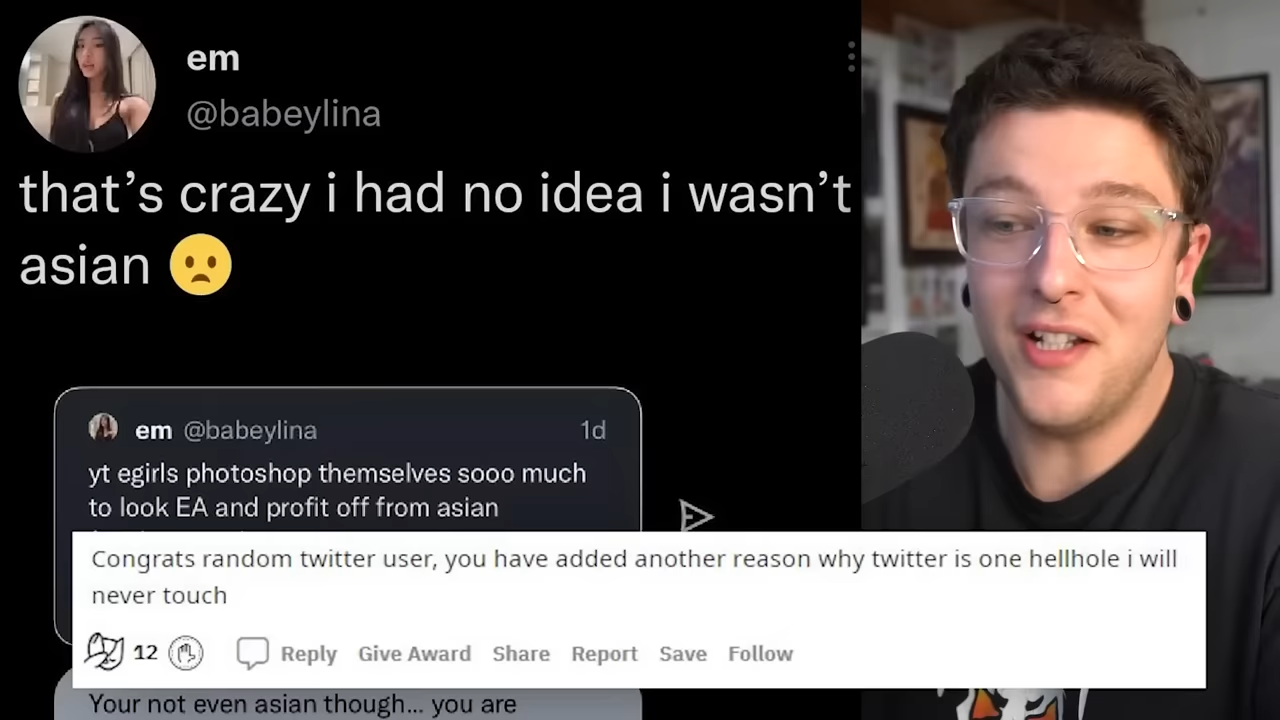 em
@babeylina
that’s crazy i had no idea i wasn’t
asian 😦
em @babeylina 1d
yt egirls photoshop themselves sooo much
to look EA and profit off from asian
Congrats random twitter user, you have added another reason why twitter is one hellhole i will
never touch
12 Reply Give Award Share Report Save Follow
Your not even asian though... you are